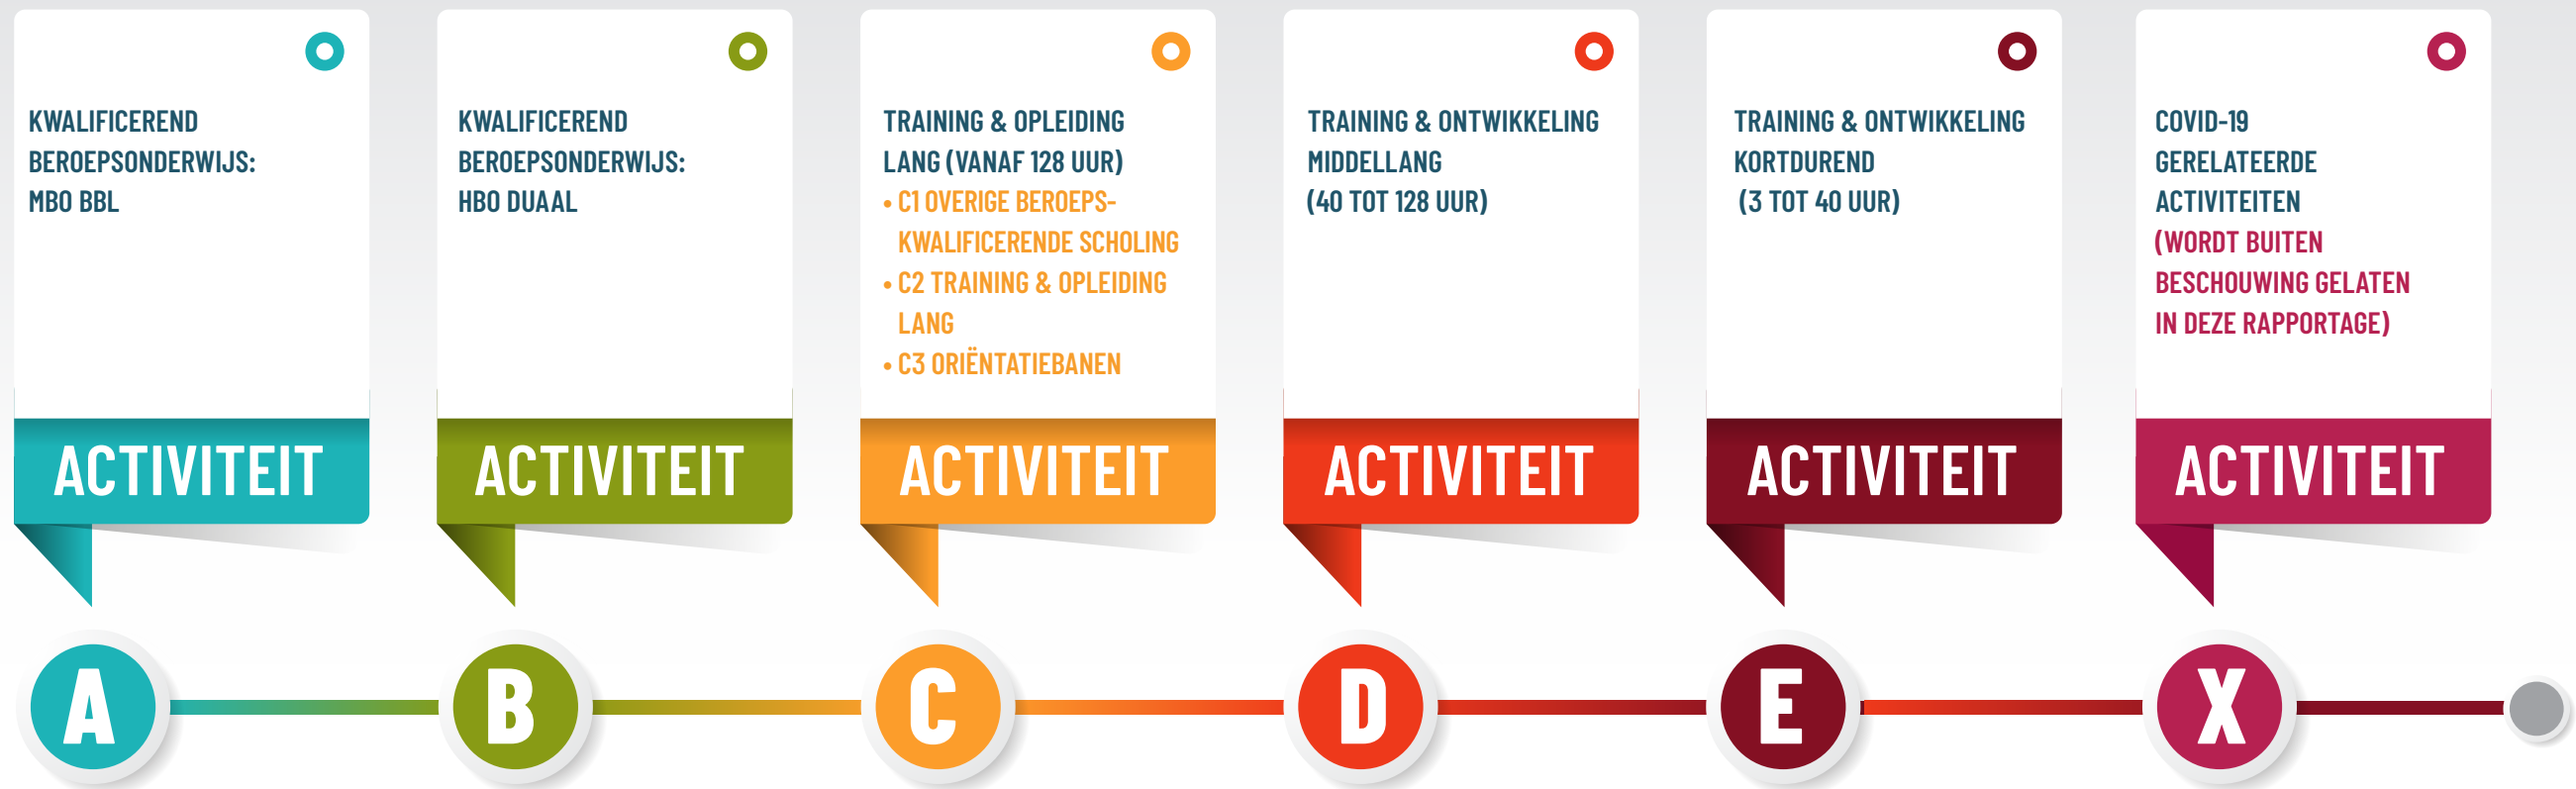 KWALIFICEREND
BEROEPSONDERWIJS:
MBO BBL
ACTIVITEIT
A
KWALIFICEREND
BEROEPSONDERWIJS:
HBO DUAAL
ACTIVITEIT
B
TRAINING & OPLEIDING
LANG (VANAF 128 UUR)
• C1 OVERIGE BEROEPS-
KWALIFICERENDE SCHOLING
• C2 TRAINING & OPLEIDING
LANG
• C3 ORIËNTATIEBANEN
ACTIVITEIT
C
TRAINING & ONTWIKKELING
MIDDELLANG
(40 TOT 128 UUR)
ACTIVITEIT
D
TRAINING & ONTWIKKELING
KORTDUREND
(3 TOT 40 UUR)
ACTIVITEIT
E
COVID-19
GERELATEERDE
ACTIVITEITEN
(WORDT BUITEN
BESCHOUWING GELATEN
IN DEZE RAPPORTAGE)
ACTIVITEIT
X